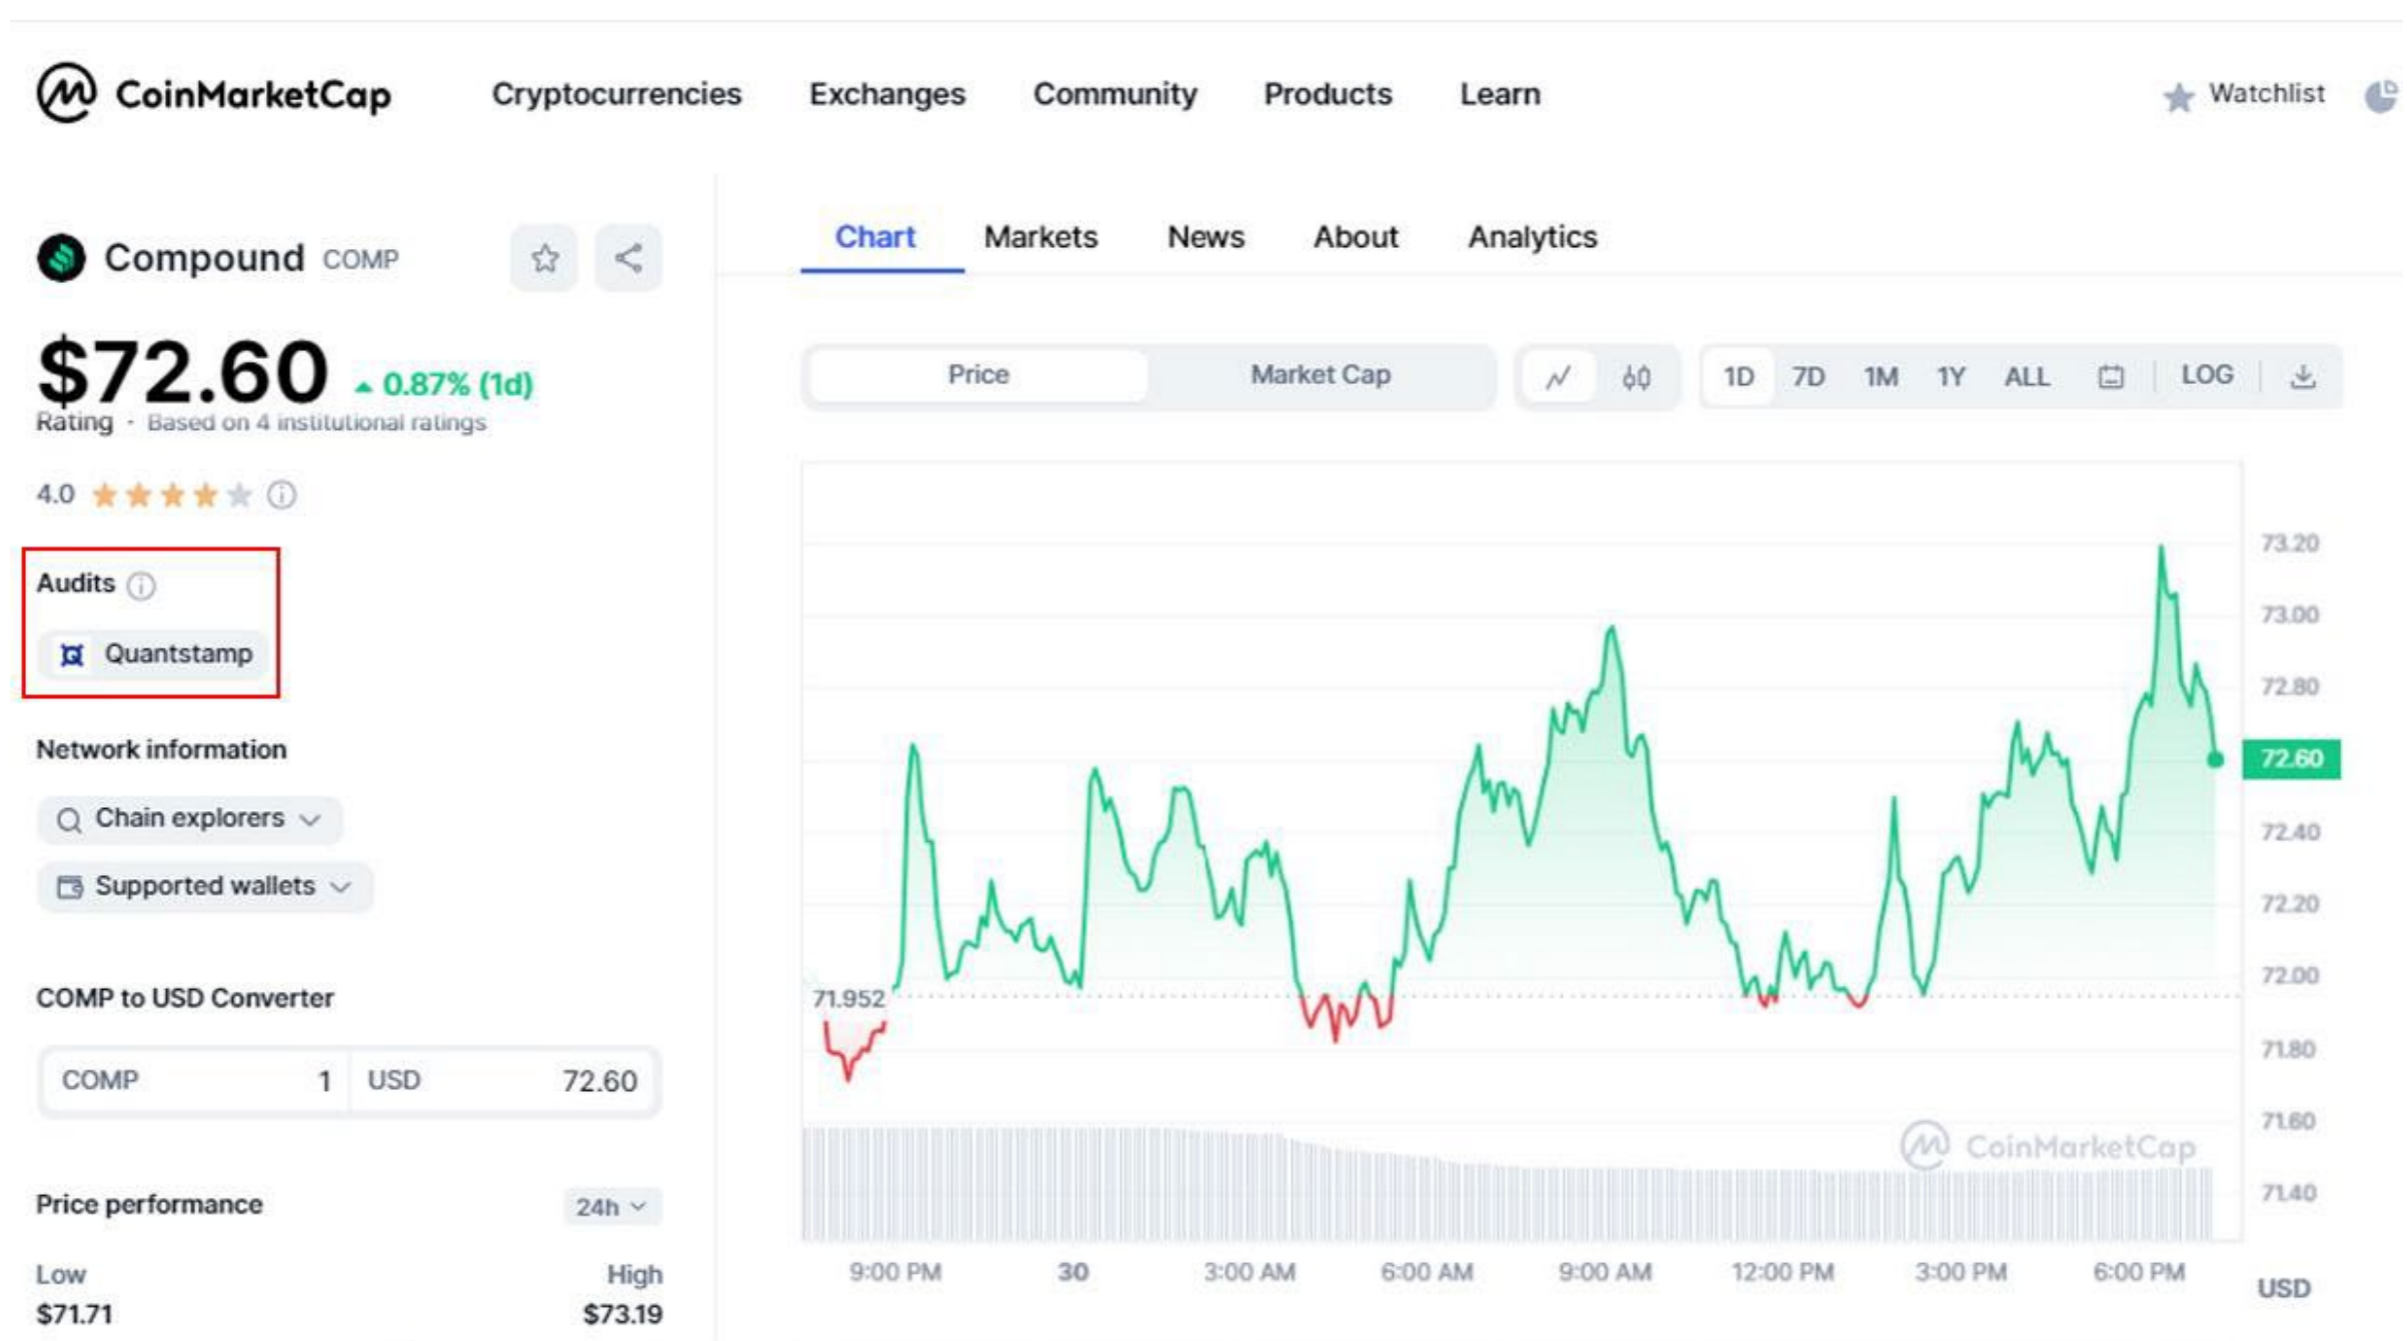 CoinMarketCap Cryptocurrencies Exchanges Community Products Learn Watchlist
Compound COMP
$72.60 0.87% (1d)
Rating · Based on 4 institutional ratings
4.0
Audits
Quantstamp
Network information
Chain explorers
Supported wallets
COMP to USD Converter
COMP 1 USD 72.60
Price performance 24h
Low High
$71.71 $73.19
Chart Markets News About Analytics
Price Market Cap 1D 7D 1M 1Y ALL LOG
73.20
73.00
72.80
72.60
72.40
72.20
72.00
71.952
71.80
71.60
CoinMarketCap
71.40
9:00 PM 30 3:00 AM 6:00 AM 9:00 AM 12:00 PM 3:00 PM 6:00 PM
USD